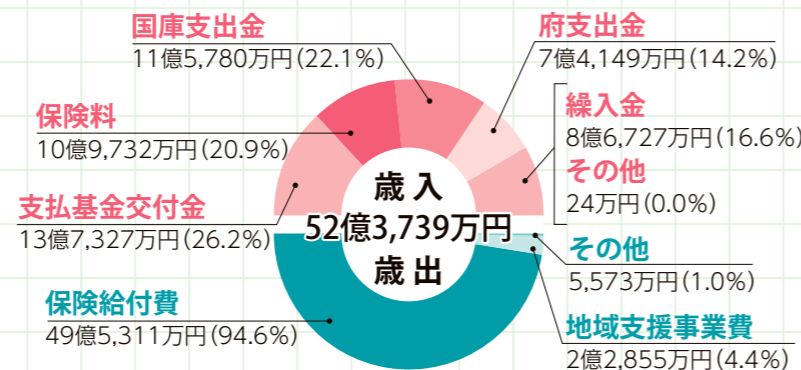 国庫支出金
11億5,780万円(22.1%)
府支出金
7億4,149万円(14.2%)
保険料
10億9,732万円(20.9%)
繰入金
8億6,727万円(16.6%)
その他
24万円(0.0%)
支払基金交付金
13億7,327万円(26.2%)
歳入
52億3,739万円
歳出
その他
5,573万円(1.0%)
保険給付費
49億5,311万円(94.6%)
地域支援事業費
2億2,855万円(4.4%)